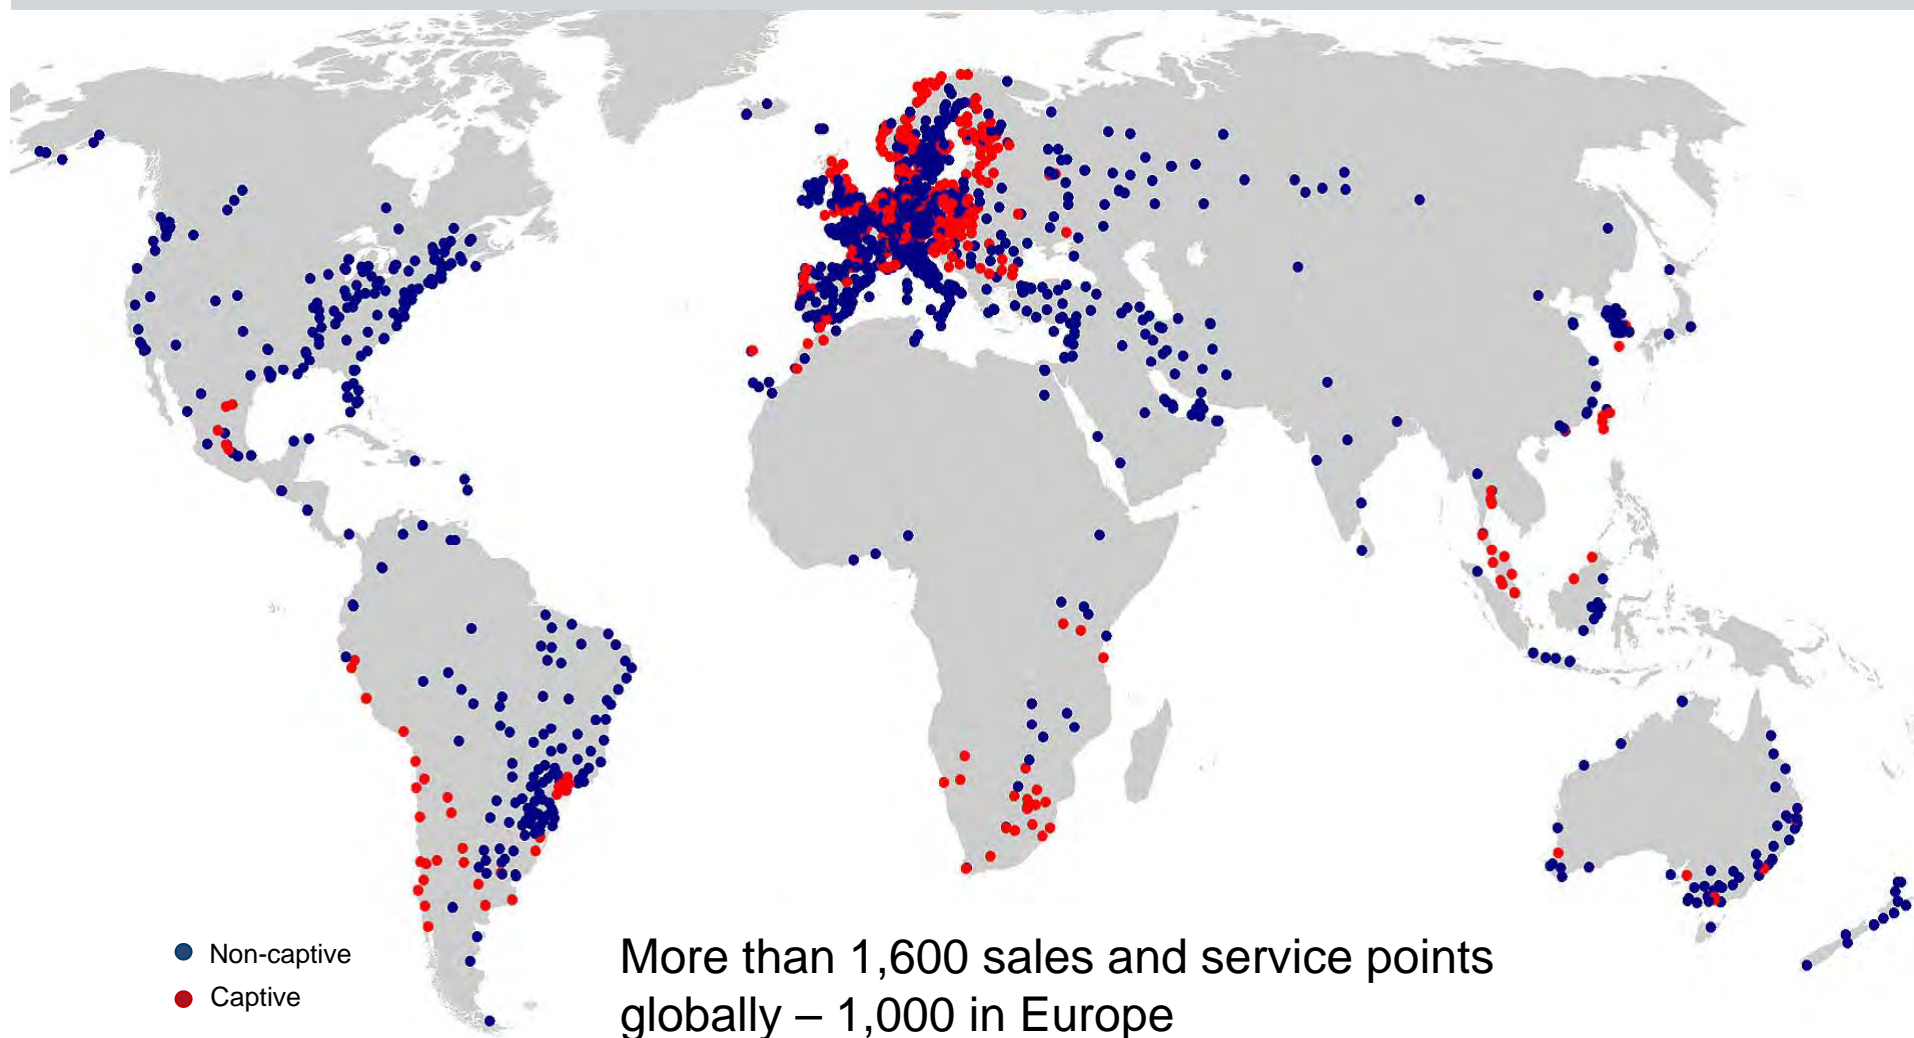 Non-captive
Captive
More than 1,600 sales and service points
globally – 1,000 in Europe